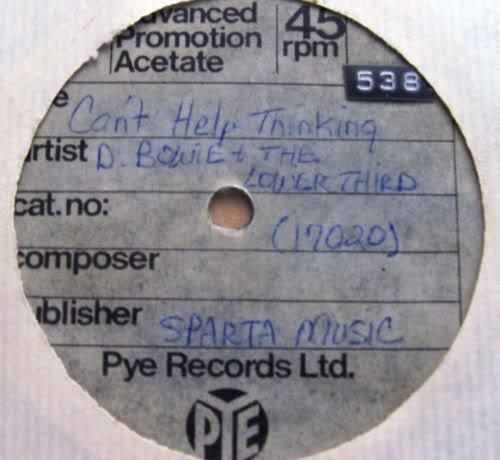 Advanced
Promotion
Acetate
45
rpm
538
e Can't Help Thinking
rtist D. BOWIE + THE
LOWER THIRD
cat.no:
(17020)
composer
ublisher SPARTA MUSIC
Pye Records Ltd.
PYE